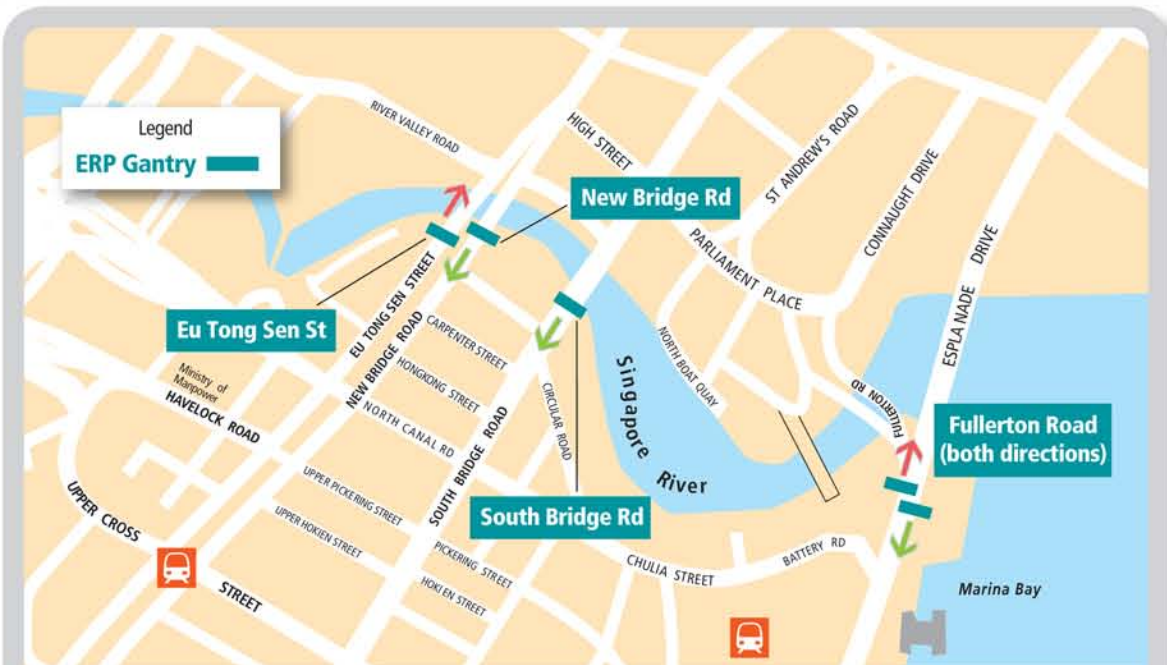 Legend
ERP Gantry
RIVER VALLEY ROAD
HIGH STREET
ST ANDREW'S ROAD
CONNAUGHT DRIVE
New Bridge Rd
PARLIAMENT PLACE
ESPLA NADE DRIVE
Eu Tong Sen St
EU TONG SEN STREET
NEW BRIDGE ROAD
CARPENTER STREET
HONGKONG STREET
NORTH CANAL RD
Ministry of
Manpower
HAVELOCK ROAD
CIRCULAR ROAD
Singapore
River
NORTH BOAT QUAY
FULLERTON RD
Fullerton Road
(both directions)
SOUTH BRIDGE ROAD
South Bridge Rd
UPPER PICKERING STREET
UPPER HOKIEN STREET
UPPER CROSS
STREET
PICKERING STREET
HOKIEN STREET
CHULIA STREET
BATTERY RD
Marina Bay